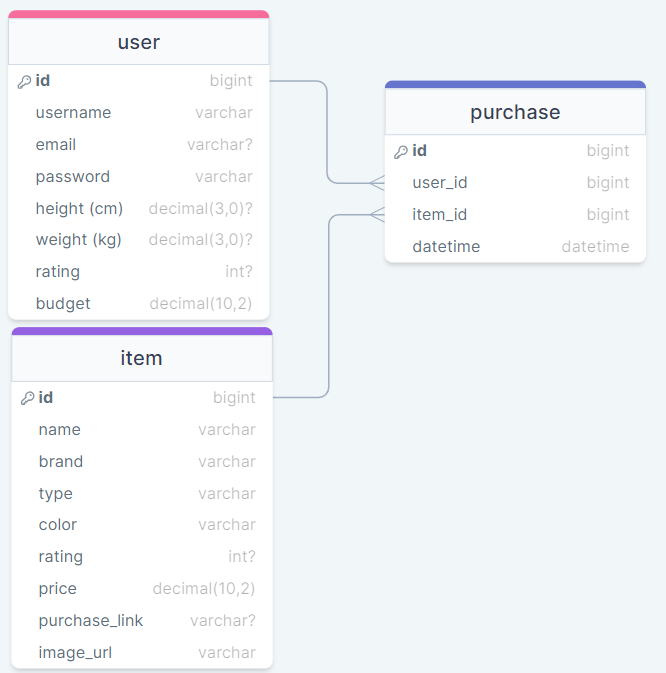 user
id bigint
username varchar
email varchar?
password varchar
height (cm) decimal(3,0)?
weight (kg) decimal(3,0)?
rating int?
budget decimal(10,2)
purchase
id bigint
user_id bigint
item_id bigint
datetime datetime
item
id bigint
name varchar
brand varchar
type varchar
color varchar
rating int?
price decimal(10,2)
purchase_link varchar?
image_url varchar